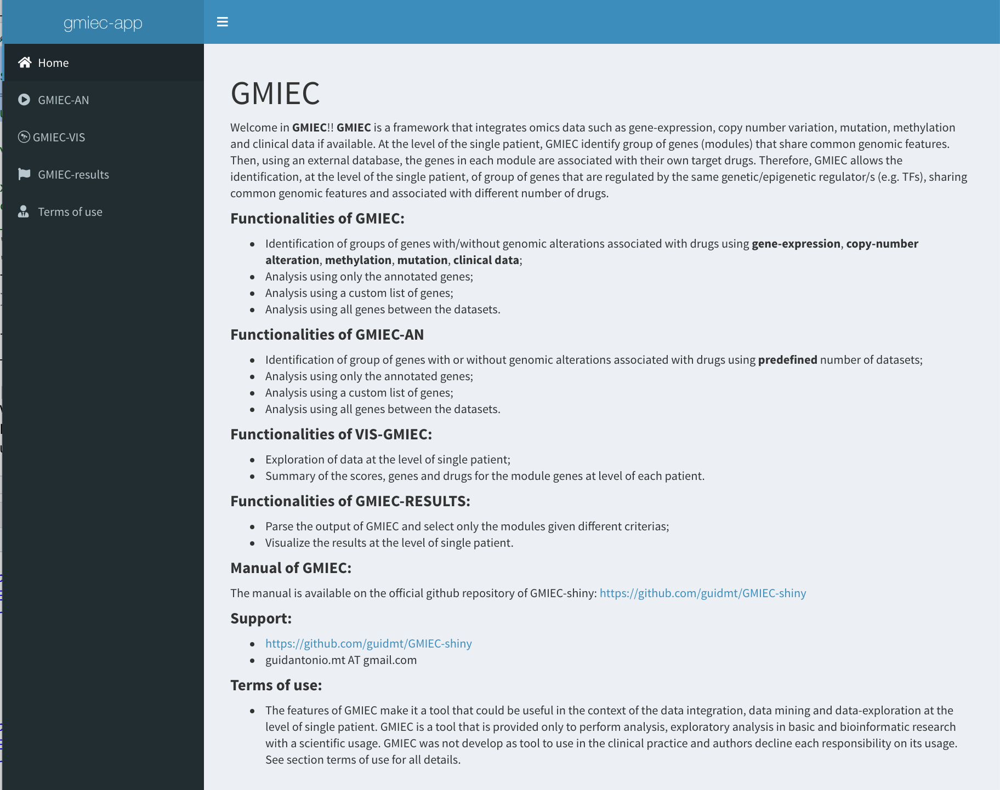 gmiec-app
Home
GMIEC-AN
GMIEC-VIS
GMIEC-results
Terms of use
GMIEC
Welcome in GMIEC!! GMIEC is a framework that integrates omics data such as gene-expression, copy number variation, mutation, methylation
and clinical data if available. At the level of the single patient, GMIEC identify group of genes (modules) that share common genomic features.
Then, using an external database, the genes in each module are associated with their own target drugs. Therefore, GMIEC allows the
identification, at the level of the single patient, of group of genes that are regulated by the same genetic/epigenetic regulator/s (e.g. TFs), sharing
common genomic features and associated with different number of drugs.
Functionalities of GMIEC:
Identification of groups of genes with/without genomic alterations associated with drugs using gene-expression, copy-number
alteration, methylation, mutation, clinical data;
Analysis using only the annotated genes;
Analysis using a custom list of genes;
Analysis using all genes between the datasets.
Functionalities of GMIEC-AN
Identification of group of genes with or without genomic alterations associated with drugs using predefined number of datasets;
Analysis using only the annotated genes;
Analysis using a custom list of genes;
Analysis using all genes between the datasets.
Functionalities of VIS-GMIEC:
Exploration of data at the level of single patient;
Summary of the scores, genes and drugs for the module genes at level of each patient.
Functionalities of GMIEC-RESULTS:
Parse the output of GMIEC and select only the modules given different criterias;
Visualize the results at the level of single patient.
Manual of GMIEC:
The manual is available on the official github repository of GMIEC-shiny: https://github.com/guidmt/GMIEC-shiny
Support:
https://github.com/guidmt/GMIEC-shiny
guidantonio.mt AT gmail.com
Terms of use:
The features of GMIEC make it a tool that could be useful in the context of the data integration, data mining and data-exploration at the
level of single patient. GMIEC is a tool that is provided only to perform analysis, exploratory analysis in basic and bioinformatic research
with a scientific usage. GMIEC was not develop as tool to use in the clinical practice and authors decline each responsibility on its usage.
See section terms of use for all details.